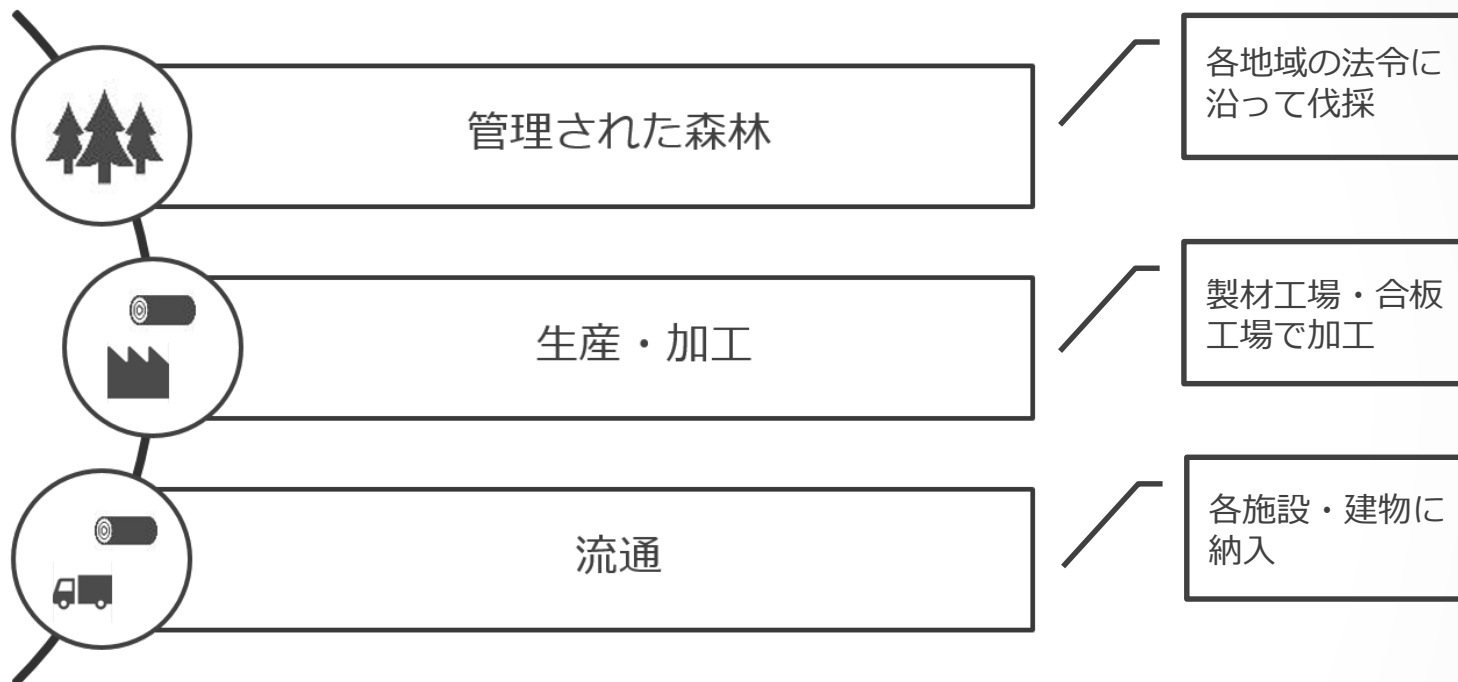 管理された森林
各地域の法令に
沿って伐採
生産・加工
製材工場・合板
工場で加工
流通
各施設・建物に
納入